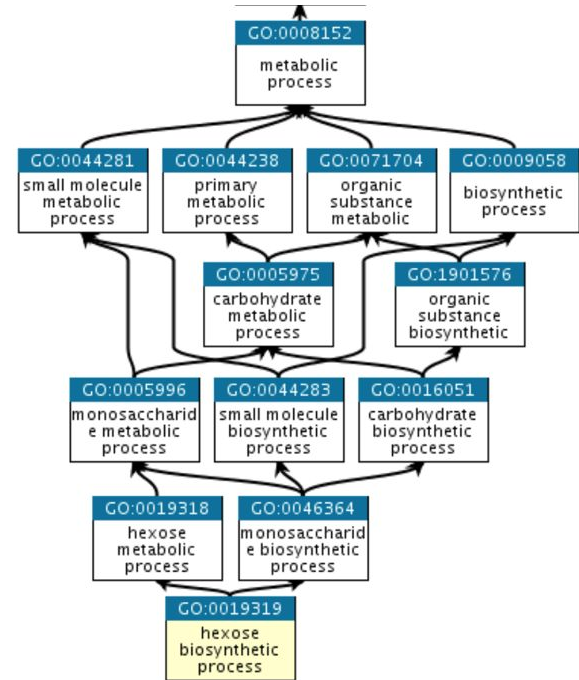 GO:0008152
metabolic
process
GO:0044281
small molecule
metabolic
process
GO:0044238
primary
metabolic
process
GO:0071704
organic
substance
metabolic
GO:0009058
biosynthetic
process
GO:0005975
carbohydrate
metabolic
process
GO:1901576
organic
substance
biosynthetic
GO:0005996
monosaccharid
e metabolic
process
GO:0044283
small molecule
biosynthetic
process
GO:0016051
carbohydrate
biosynthetic
process
GO:0019318
hexose
metabolic
process
GO:0046364
monosaccharid
e biosynthetic
process
GO:0019319
hexose
biosynthetic
process